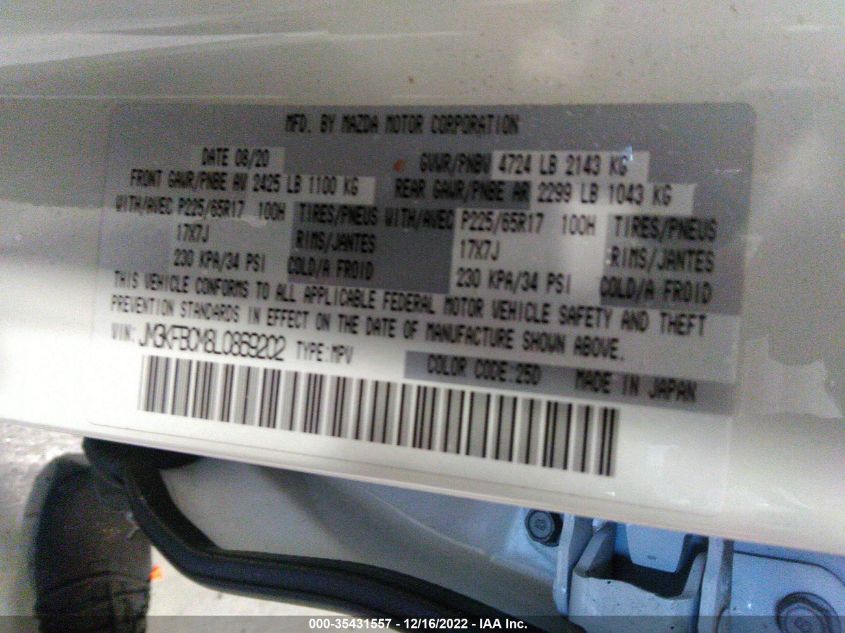 MFD. BY MAZDA MOTOR CORPORATION
DATE 08/20 GVWR/PNBV 4724 LB 2143 KG
FRONT GAWR/PNBE AV 2425 LB 1100 KG REAR GAWR/PNBE AR 2299 LB 1043 KG
WITH/AVEC P225/65R17 100H TIRES/PNEUS WITH/AVEC P225/65R17 100H TIRES/PNEUS
17X7J RIMS/JANTES 17X7J RIMS/JANTES
230 KPA/34 PSI COLD/A FROID 230 KPA/34 PSI COLD/A FROID
THIS VEHICLE CONFORMS TO ALL APPLICABLE FEDERAL MOTOR VEHICLE SAFETY AND THEFT
PREVENTION STANDARDS IN EFFECT ON THE DATE OF MANUFACTURE SHOWN ABOVE.
VIN: JM3KFBCM8L0859202 TYPE:MPV COLOR CODE:25D MADE IN JAPAN
000-35431557 - 12/16/2022 - IAA Inc.